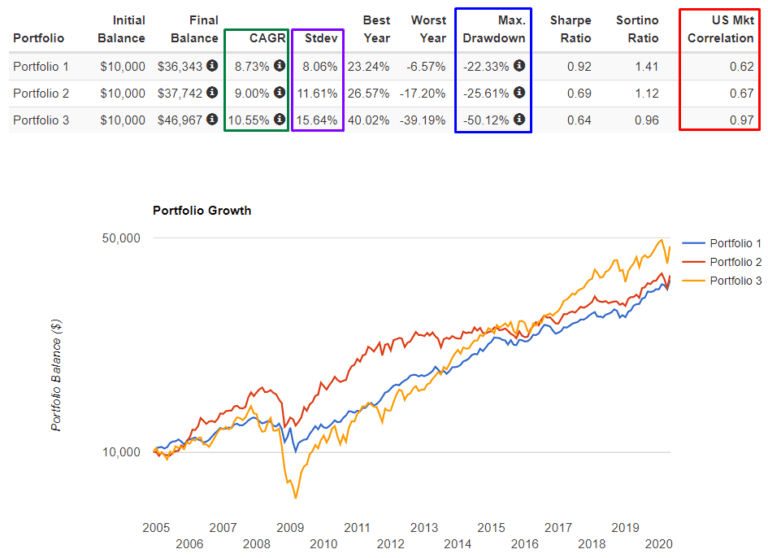 Portfolio Initial Balance Final Balance CAGR Stdev Best Year Worst Year Max. Drawdown Sharpe Ratio Sortino Ratio US Mkt Correlation
Portfolio 1 $10,000 $36,343 8.73% 8.06% 23.24% -6.57% -22.33% 0.92 1.41 0.62
Portfolio 2 $10,000 $37,742 9.00% 11.61% 26.57% -17.20% -25.61% 0.69 1.12 0.67
Portfolio 3 $10,000 $46,967 10.55% 15.64% 40.02% -39.19% -50.12% 0.64 0.96 0.97
Portfolio Growth
50,000
10,000
Portfolio Balance ($)
Portfolio 1
Portfolio 2
Portfolio 3
2005 2007 2009 2011 2013 2015 2017 2019
2006 2008 2010 2012 2014 2016 2018 2020